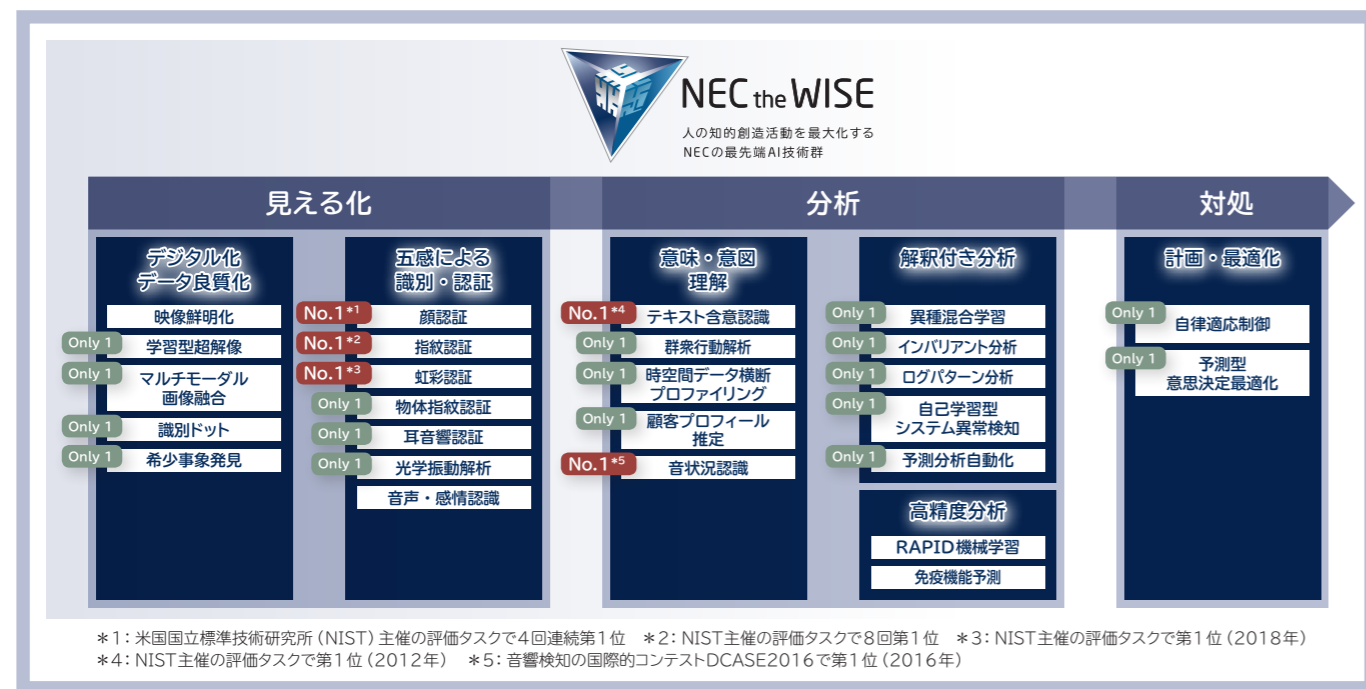 NEC the WISE
人の知的創造活動を最大化する
NECの最先端AI技術群
見える化
分析
対処
デジタル化
データ良質化
映像鮮明化
Only 1 学習型超解像
Only 1 マルチモーダル
画像融合
Only 1 識別ドット
Only 1 希少事象発見
五感による
識別・認証
No.1*1 顔認証
No.1*2 指紋認証
No.1*3 虹彩認証
Only 1 物体指紋認証
Only 1 耳音響認証
Only 1 光学振動解析
音声・感情認識
意味・意図
理解
No.1*4 テキスト含意認識
Only 1 群衆行動解析
Only 1 時空間データ横断
プロファイリング
Only 1 顧客プロフィール
推定
No.1*5 音状況認識
解釈付き分析
Only 1 異種混合学習
Only 1 インバリアント分析
Only 1 ログパターン分析
Only 1 自己学習型
システム異常検知
Only 1 予測分析自動化
高精度分析
RAPID機械学習
免疫機能予測
計画・最適化
Only 1 自律適応制御
Only 1 予測型
意思決定最適化
＊1：米国国立標準技術研究所（NIST）主催の評価タスクで4回連続第1位　＊2：NIST主催の評価タスクで8回第1位　＊3：NIST主催の評価タスクで第1位（2018年）
＊4：NIST主催の評価タスクで第1位（2012年）　＊5：音響検知の国際的コンテストDCASE2016で第1位（2016年）